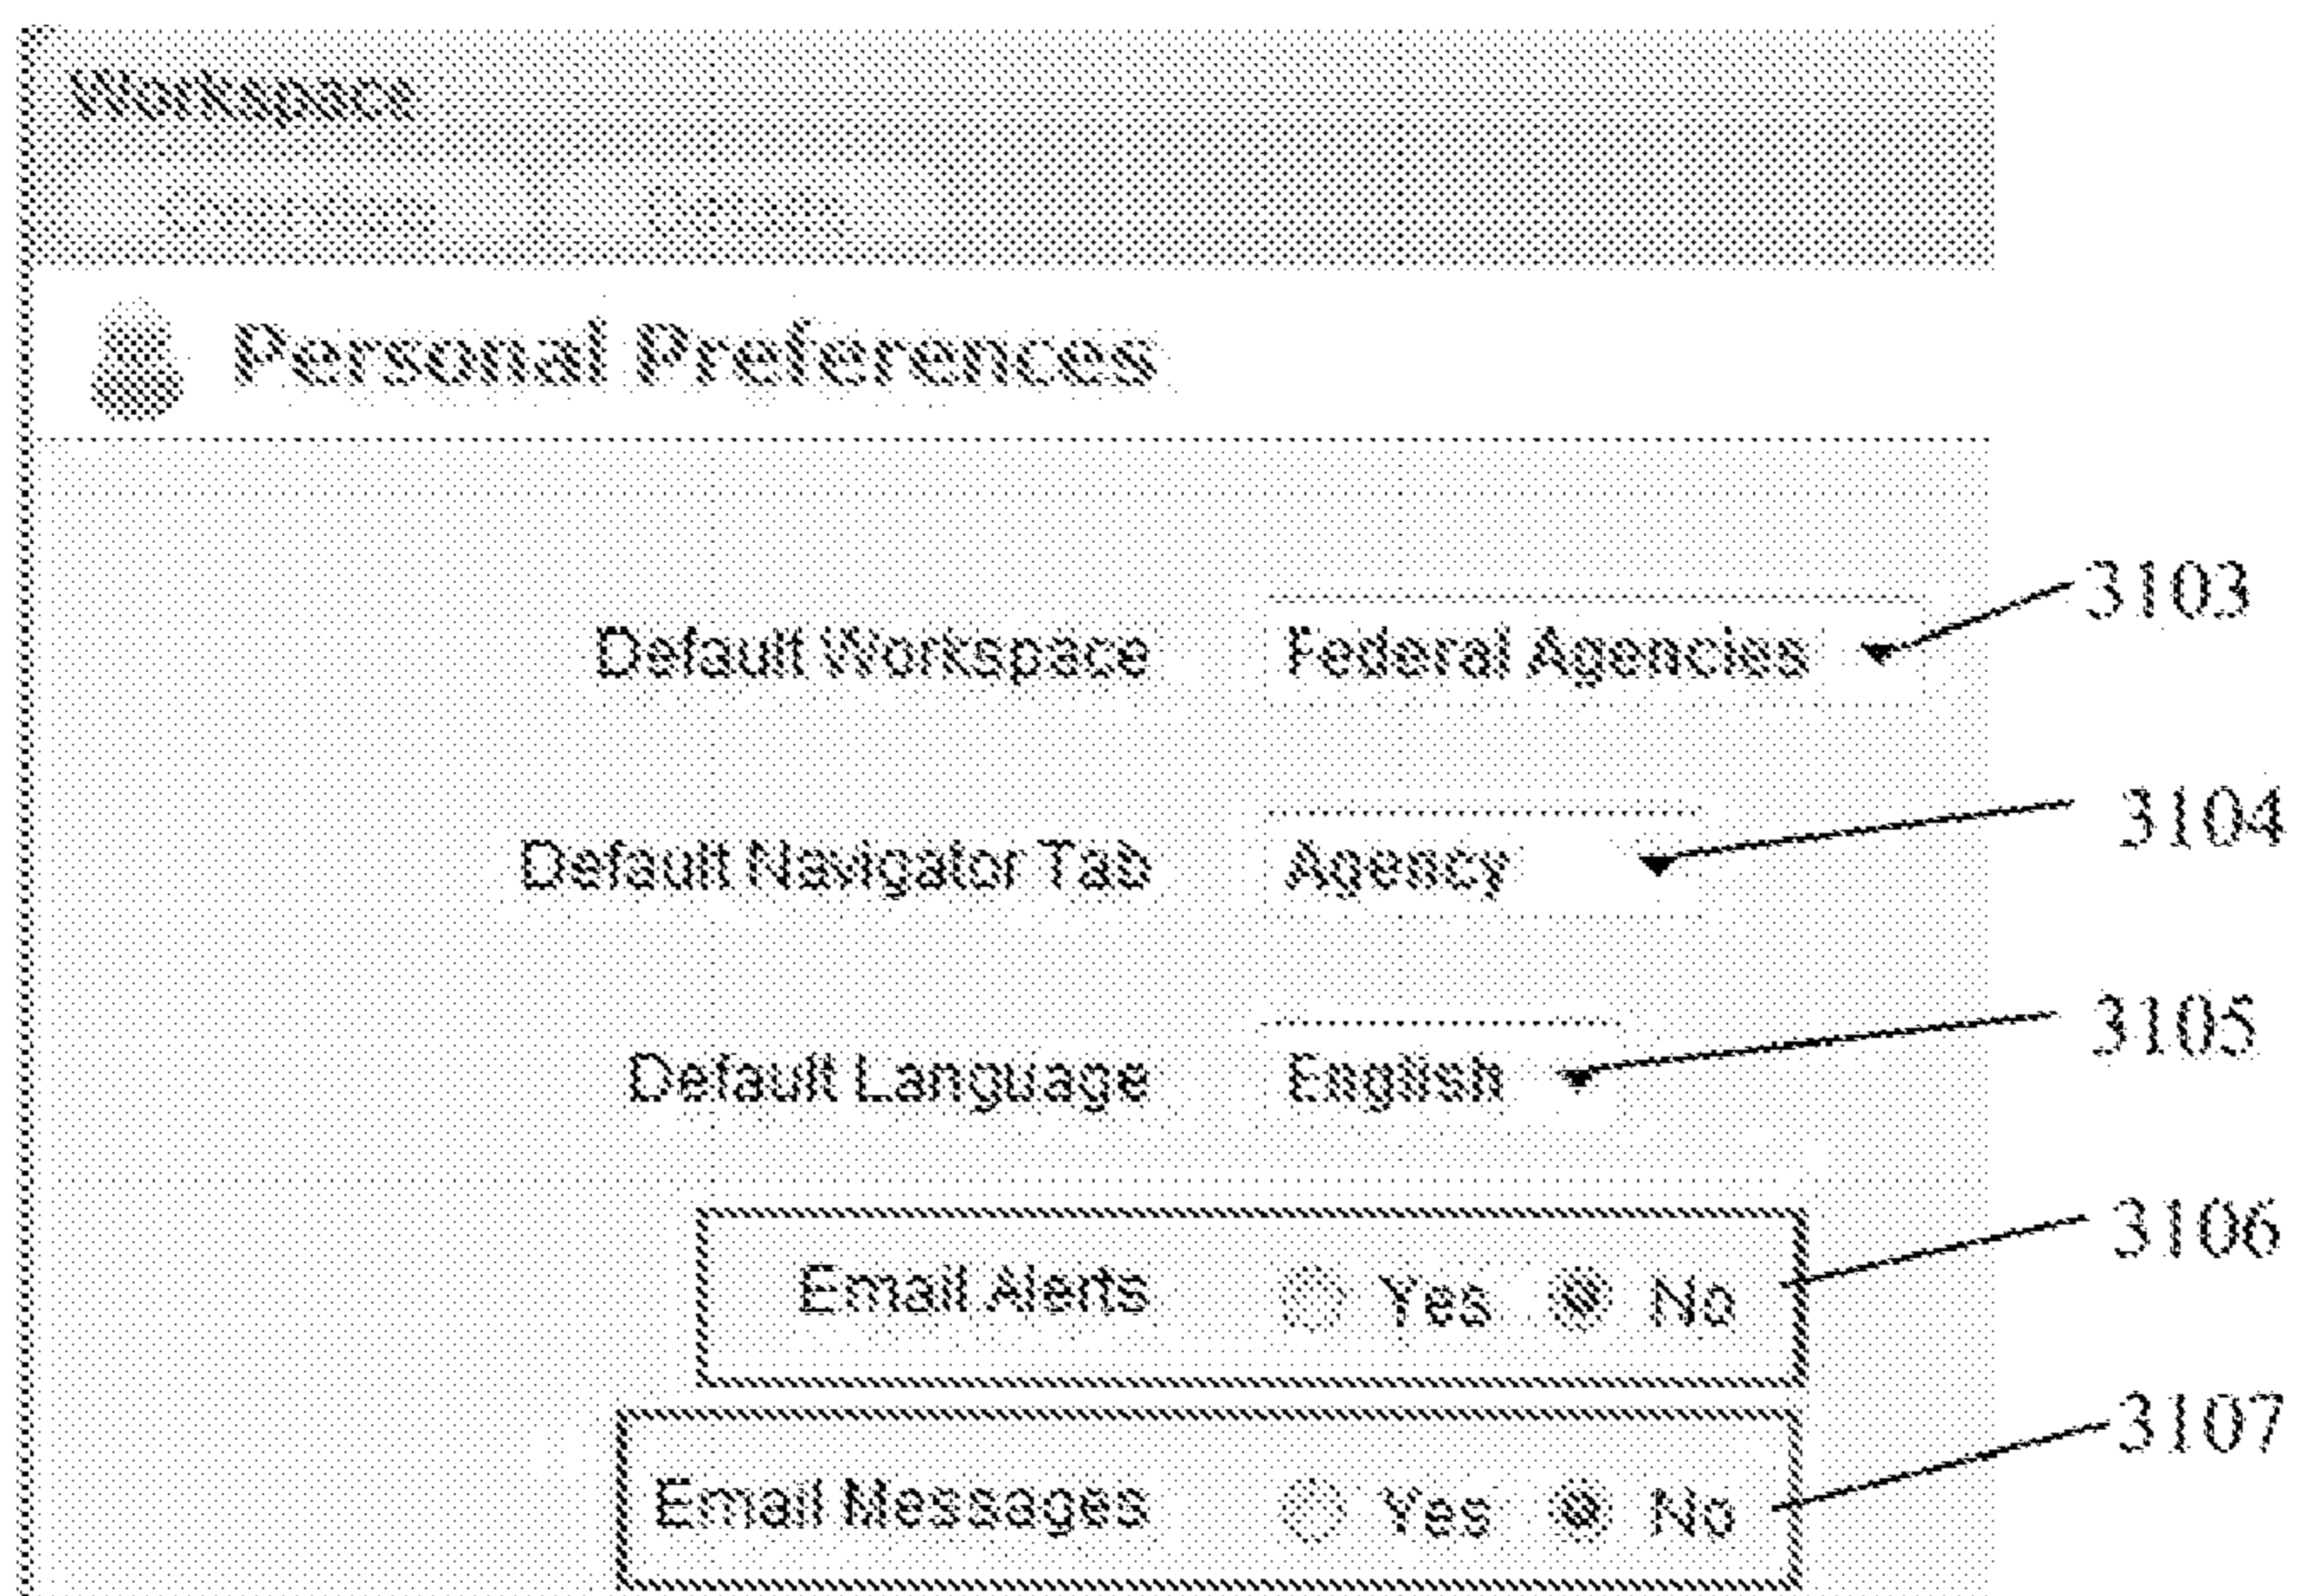 Workspace
Personal Preferences
3103
Default Workspace Federal Agencies
3104
Default Navigator Tab Agency
3105
Default Language English
3106
Email Alerts Yes No
3107
Email Messages Yes No